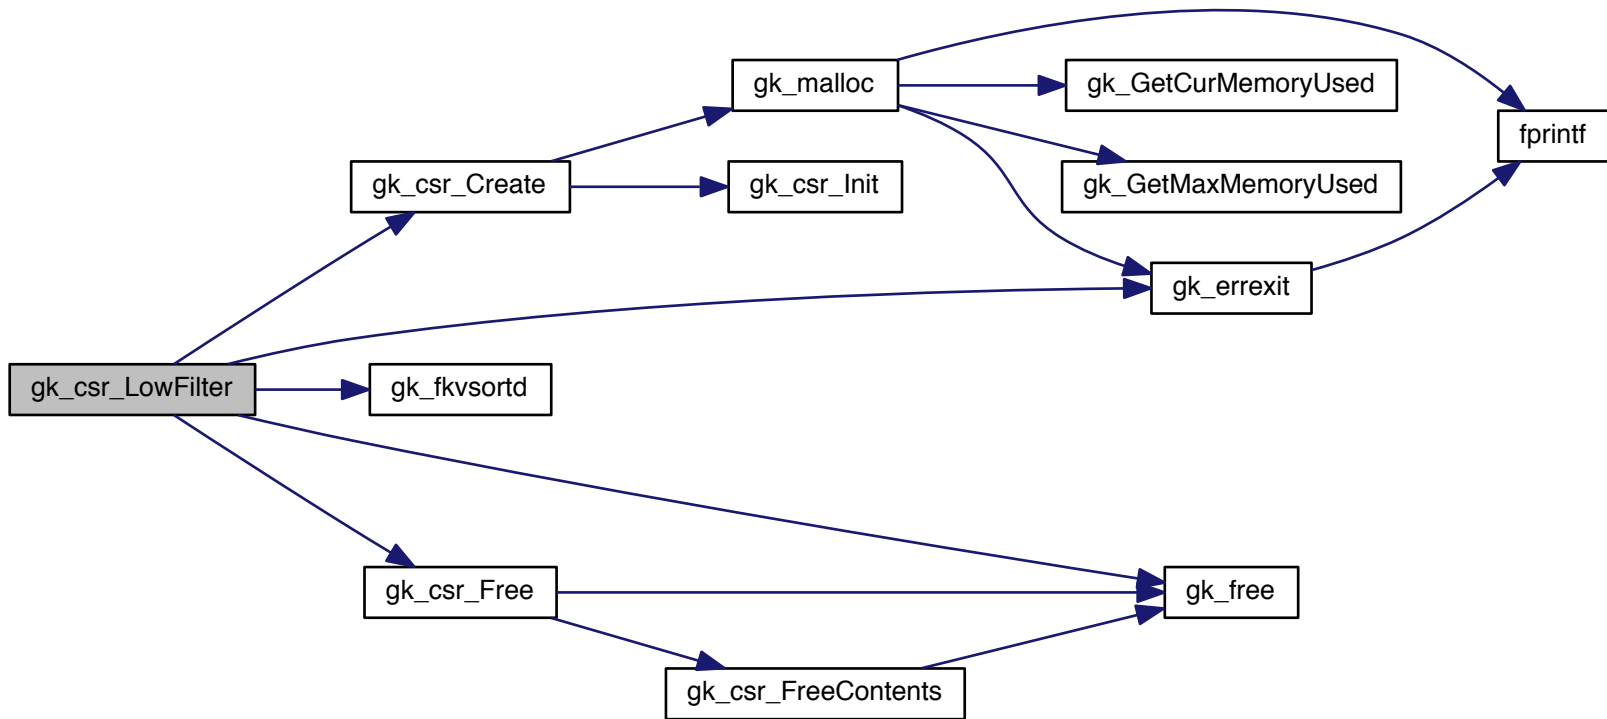 gk_malloc
gk_GetCurMemoryUsed
fprintf
gk_csr_Create
gk_csr_Init
gk_GetMaxMemoryUsed
gk_errexit
gk_csr_LowFilter
gk_fkvsortd
gk_csr_Free
gk_free
gk_csr_FreeContents